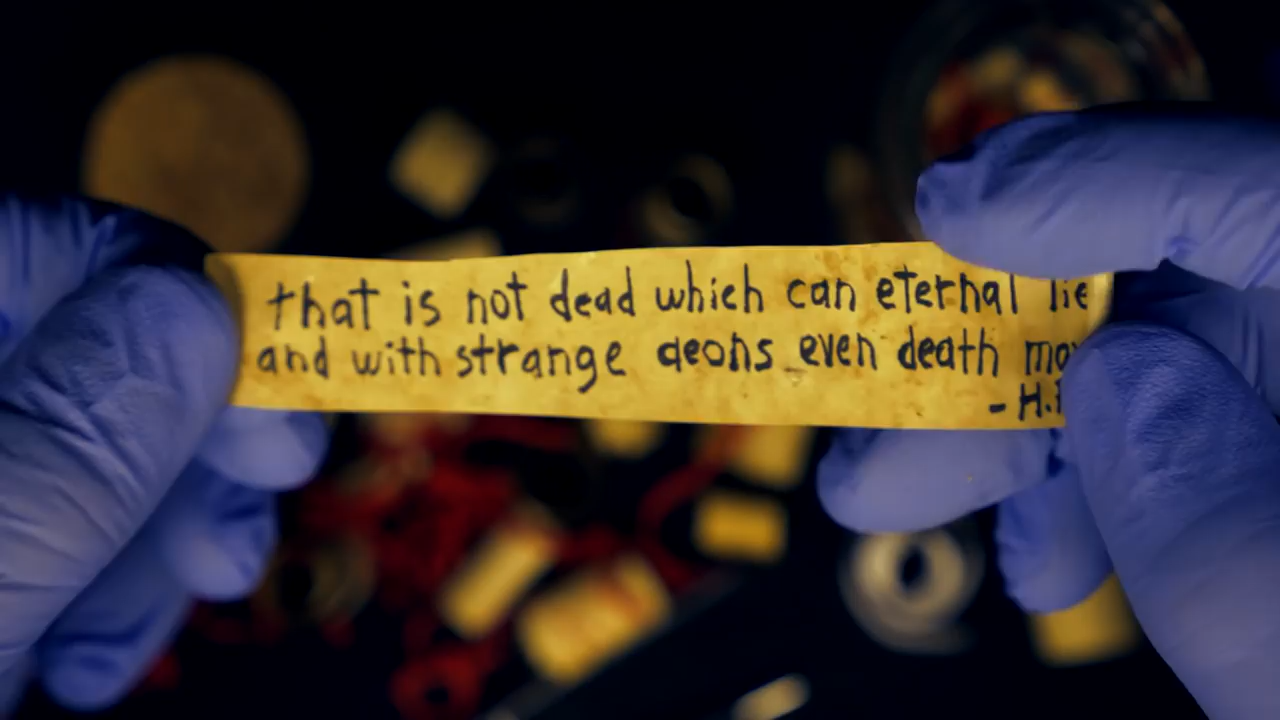 that is not dead which can eternal lie
and with strange aeons even death
- H.